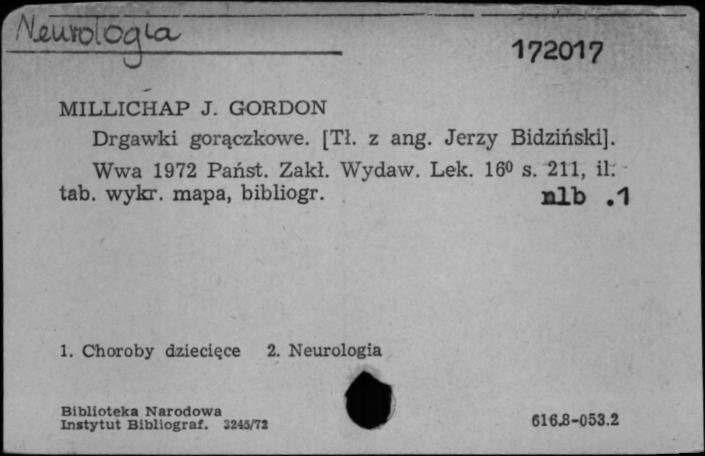 Neurologia
172017
MILLICHAP J. GORDON
Drgawki gorączkowe. [Tł. z ang. Jerzy Bidziński].
Wwa 1972 Państ. Zakł. Wydaw. Lek. 16⁰ s. 211, il.
tab. wykr. mapa, bibliogr. nlb .1
1. Choroby dziecięce 2. Neurologia
Biblioteka Narodowa
Instytut Bibliograf. 3245/72
616.8-053.2